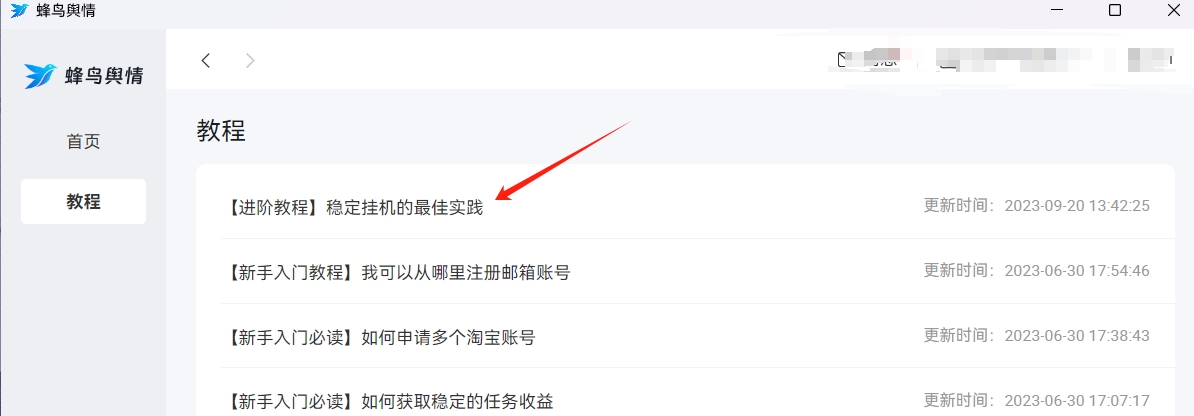 蜂鸟舆情
蜂鸟舆情
首页
教程
教程
【进阶教程】稳定挂机的最佳实践
更新时间：2023-09-20 13:42:25
【新手入门教程】我可以从哪里注册邮箱账号
更新时间：2023-06-30 17:54:46
【新手入门必读】如何申请多个淘宝账号
更新时间：2023-06-30 17:38:43
【新手入门必读】如何获取稳定的任务收益
更新时间：2023-06-30 17:07:17